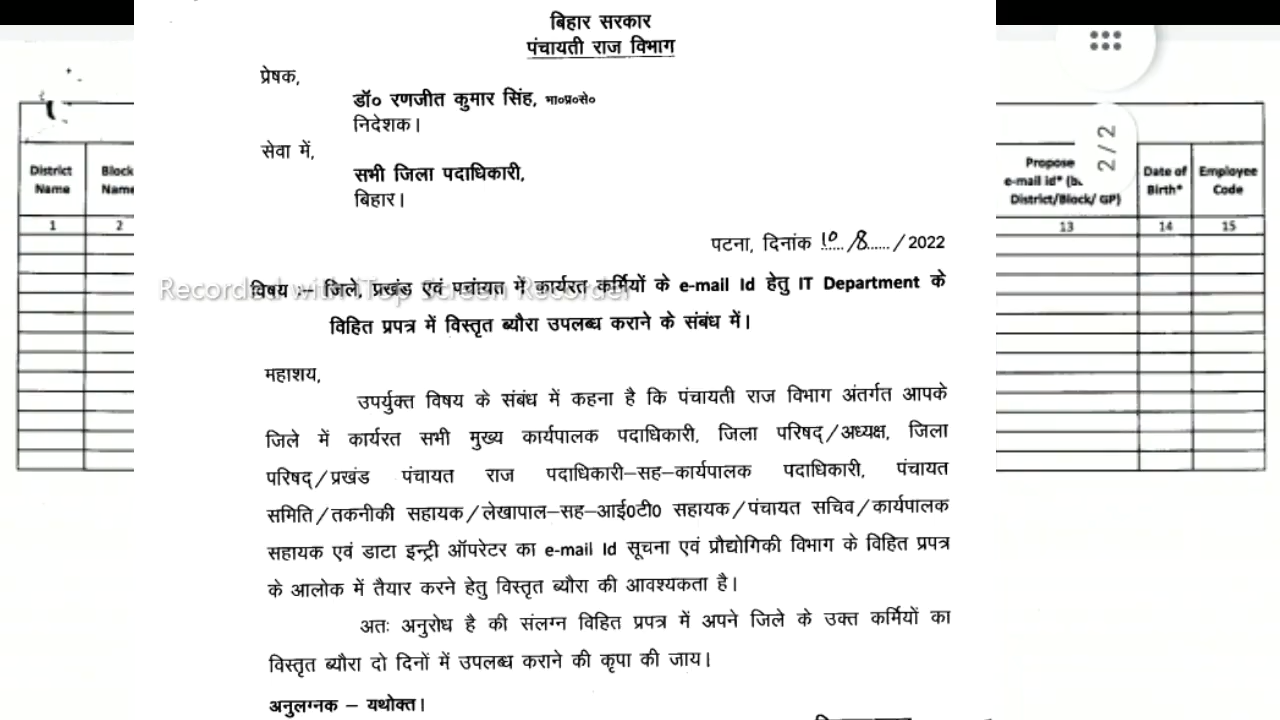 बिहार सरकार
पंचायती राज विभाग
प्रेषक,
डॉ० रणजीत कुमार सिंह, भा०प्र०से०
निदेशक।
सेवा में,
सभी जिला पदाधिकारी,
बिहार।
पटना, दिनांक 10 /8...... / 2022
विषय :– जिले, प्रखंड एवं पचांयत में कार्यरत कर्मियों के e-mail Id हेतु IT Department के
विहित प्रपत्र में विस्तृत ब्यौरा उपलब्ध कराने के संबंध में।
Recorded with iTop Screen Recorder
महाशय,
उपर्युक्त विषय के संबंध में कहना है कि पंचायती राज विभाग अंतर्गत आपके
जिले में कार्यरत सभी मुख्य कार्यपालक पदाधिकारी, जिला परिषद्/अध्यक्ष, जिला
परिषद्/प्रखंड पंचायत राज पदाधिकारी–सह–कार्यपालक पदाधिकारी, पंचायत
समिति/तकनीकी सहायक/लेखापाल–सह–आई0टी0 सहायक/पंचायत सचिव/कार्यपालक
सहायक एवं डाटा इन्ट्री ऑपरेटर का e-mail Id सूचना एवं प्रौद्योगिकी विभाग के विहित प्रपत्र
के आलोक में तैयार करने हेतु विस्तृत ब्यौरा की आवश्यकता है।
अतः अनुरोध है की संलग्न विहित प्रपत्र में अपने जिले के उक्त कर्मियों का
विस्तृत ब्यौरा दो दिनों में उपलब्ध कराने की कृपा की जाय।
अनुलग्नक – यथोक्त।
District
Name
Block
Name
1
2
Propose
e-mail id*
District/Block/ GP)
Date of
Birth*
Employee
Code
13
14
15
2/2